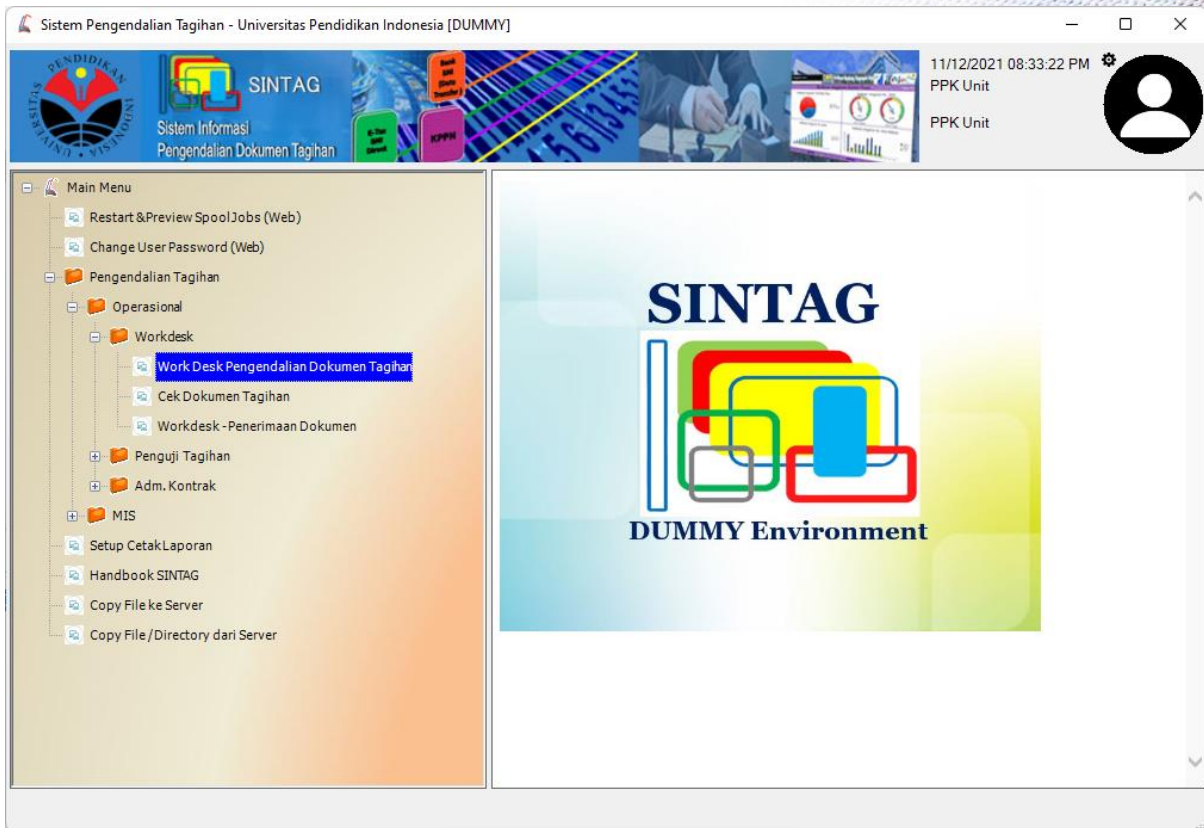 Sistem Pengendalian Tagihan - Universitas Pendidikan Indonesia [DUMMY]
UNIVERSITAS PENDIDIKAN INDONESIA
SINTAG
Sistem Informasi
Pengendalian Dokumen Tagihan
KPPN
11/12/2021 08:33:22 PM
PPK Unit
PPK Unit
Main Menu
Restart &Preview Spool Jobs (Web)
Change User Password (Web)
Pengendalian Tagihan
Operasional
Workdesk
Work Desk Pengendalian Dokumen Tagihan
Cek Dokumen Tagihan
Workdesk - Penerimaan Dokumen
Penguji Tagihan
Adm. Kontrak
MIS
Setup Cetak Laporan
Handbook SINTAG
Copy File ke Server
Copy File / Directory dari Server
SINTAG
DUMMY Environment